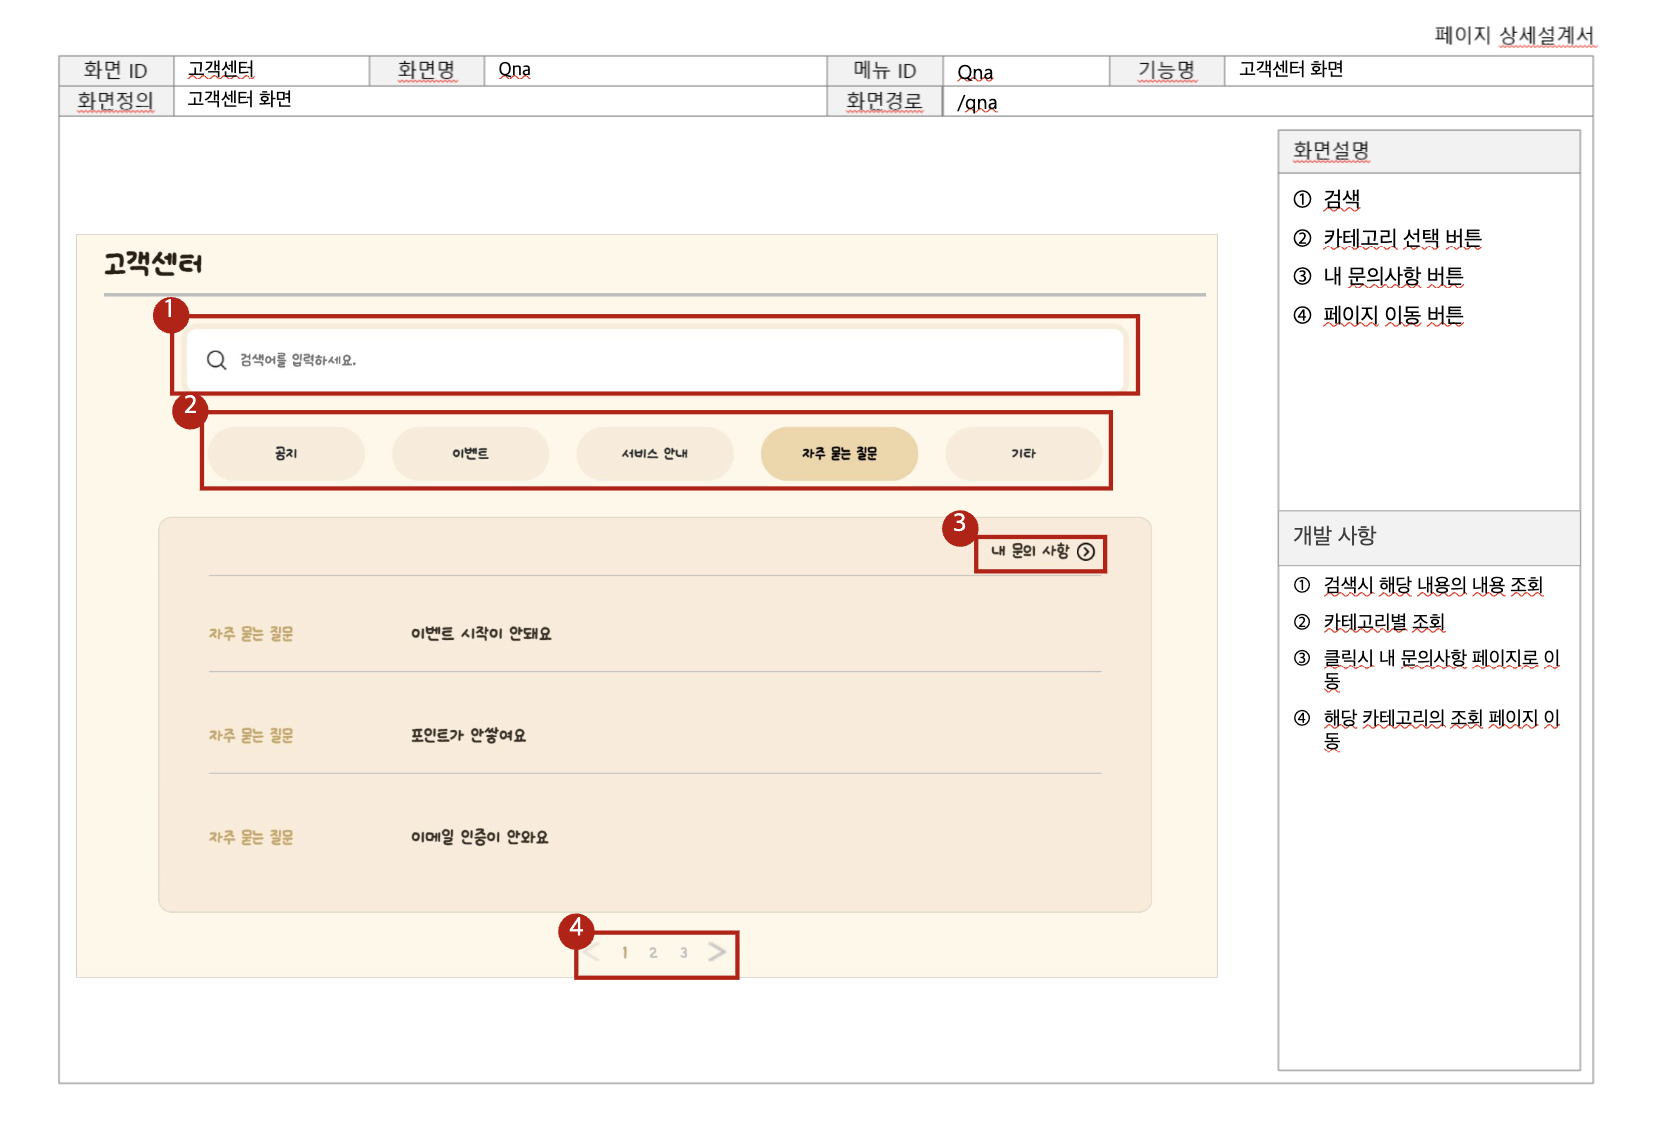 페이지 상세설계서
화면 ID 고객센터 화면명 Qna 메뉴 ID Qna 기능명 고객센터 화면
화면정의 고객센터 화면 화면경로 /qna
고객센터
1
검색어를 입력하세요.
2
공지 이벤트 서비스 안내 자주 묻는 질문 기타
3
내 문의 사항
자주 묻는 질문 이벤트 시작이 안돼요
자주 묻는 질문 포인트가 안쌓여요
자주 묻는 질문 이메일 인증이 안와요
4
< 1 2 3 >
화면설명
① 검색
② 카테고리 선택 버튼
③ 내 문의사항 버튼
④ 페이지 이동 버튼
개발 사항
① 검색시 해당 내용의 내용 조회
② 카테고리별 조회
③ 클릭시 내 문의사항 페이지로 이
동
④ 해당 카테고리의 조회 페이지 이
동